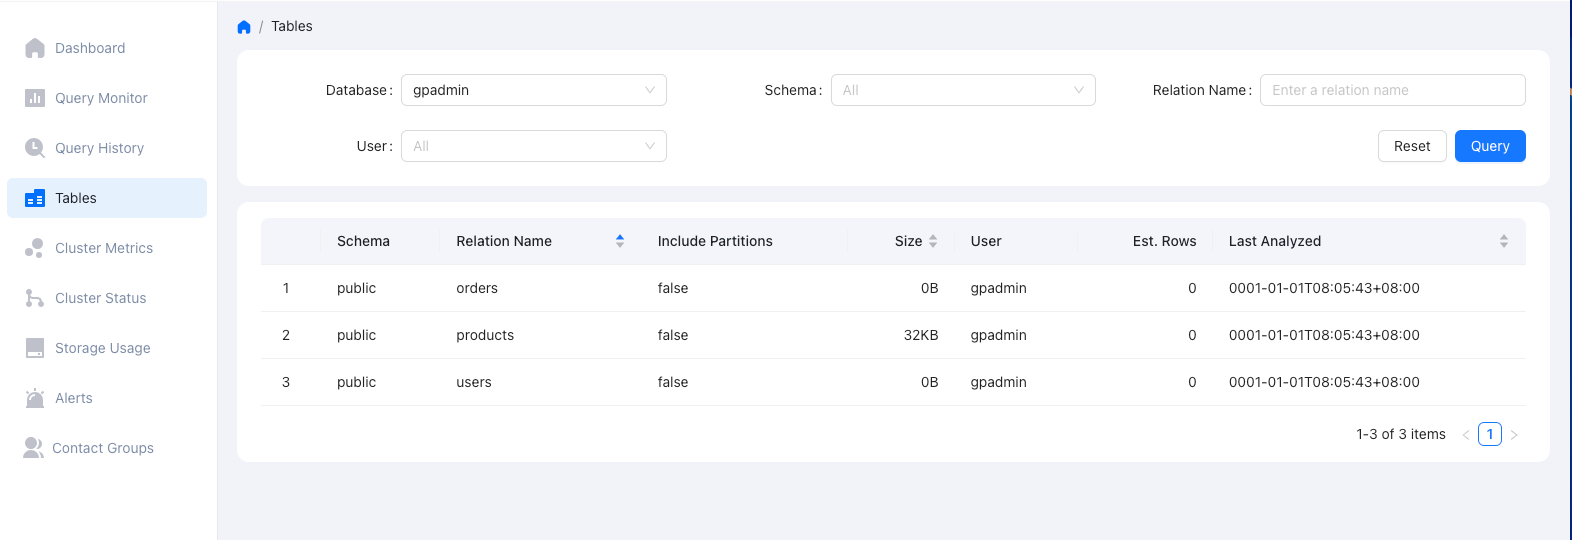 / Tables
Dashboard
Query Monitor
Query History
Tables
Cluster Metrics
Cluster Status
Storage Usage
Alerts
Contact Groups
Database: gpadmin Schema: All Relation Name: Enter a relation name
User: All Reset Query
Schema Relation Name Include Partitions Size User Est. Rows Last Analyzed
1 public orders false 0B gpadmin 0 0001-01-01T08:05:43+08:00
2 public products false 32KB gpadmin 0 0001-01-01T08:05:43+08:00
3 public users false 0B gpadmin 0 0001-01-01T08:05:43+08:00
1-3 of 3 items < 1 >